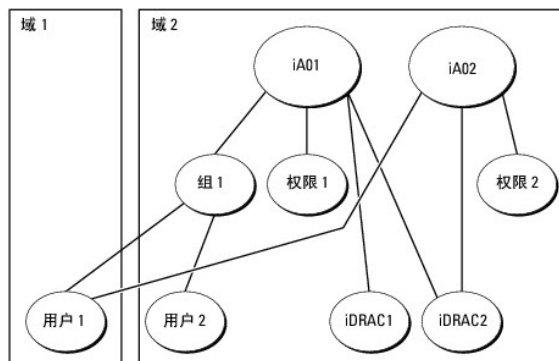 域 1
域 2
iA01
iA02
组 1
权限 1
权限 2
用户 1
用户 2
iDRAC1
iDRAC2